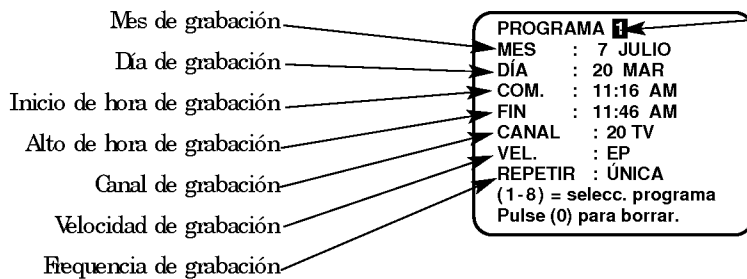 Mes de grabación
Día de grabación
Inicio de hora de grabación
Alto de hora de grabación
Canal de grabación
Velocidad de grabación
Frequencia de grabación
PROGRAMA 1
MES : 7 JULIO
DÍA : 20 MAR
COM. : 11:16 AM
FIN : 11:46 AM
CANAL : 20 TV
VEL. : EP
REPETIR : ÚNICA
(1-8) = selecc. programa
Pulse (0) para borrar.